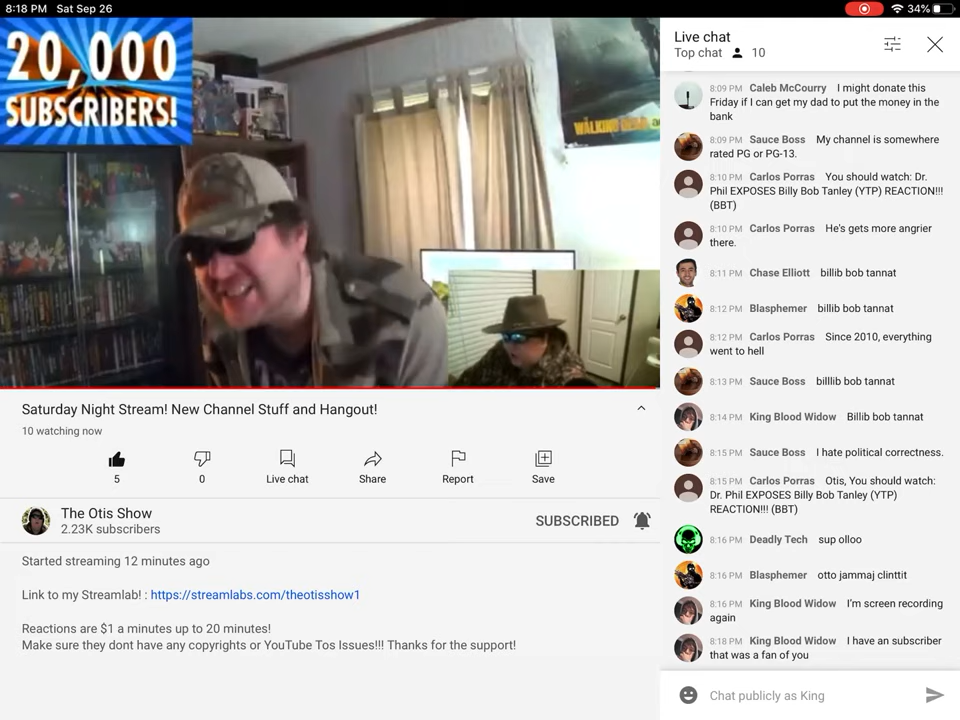 8:18 PM Sat Sep 26
34%
20,000
SUBSCRIBERS!
Live chat
Top chat 10
8:09 PM Caleb McCourry I might donate this
Friday if I can get my dad to put the money in the
bank
8:09 PM Sauce Boss My channel is somewhere
rated PG or PG-13.
8:10 PM Carlos Porras You should watch: Dr.
Phil EXPOSES Billy Bob Tanley (YTP) REACTION!!!
(BBT)
8:10 PM Carlos Porras He's gets more angrier
there.
8:11 PM Chase Elliott billib bob tannat
8:12 PM Blasphemer billib bob tannat
8:12 PM Carlos Porras Since 2010, everything
went to hell
8:13 PM Sauce Boss billlib bob tannat
8:14 PM King Blood Widow Billib bob tannat
8:15 PM Sauce Boss I hate political correctness.
8:15 PM Carlos Porras Otis, You should watch:
Dr. Phil EXPOSES Billy Bob Tanley (YTP)
REACTION!!! (BBT)
8:16 PM Deadly Tech sup olloo
8:16 PM Blasphemer otto jammaj clinttit
8:16 PM King Blood Widow I'm screen recording
again
8:18 PM King Blood Widow I have an subscriber
that was a fan of you
Chat publicly as King
WALKING DEAD
Saturday Night Stream! New Channel Stuff and Hangout!
10 watching now
5 0 Live chat Share Report Save
The Otis Show
2.23K subscribers
SUBSCRIBED
Started streaming 12 minutes ago
Link to my Streamlab! : https://streamlabs.com/theotisshow1
Reactions are $1 a minutes up to 20 minutes!
Make sure they dont have any copyrights or YouTube Tos Issues!!! Thanks for the support!